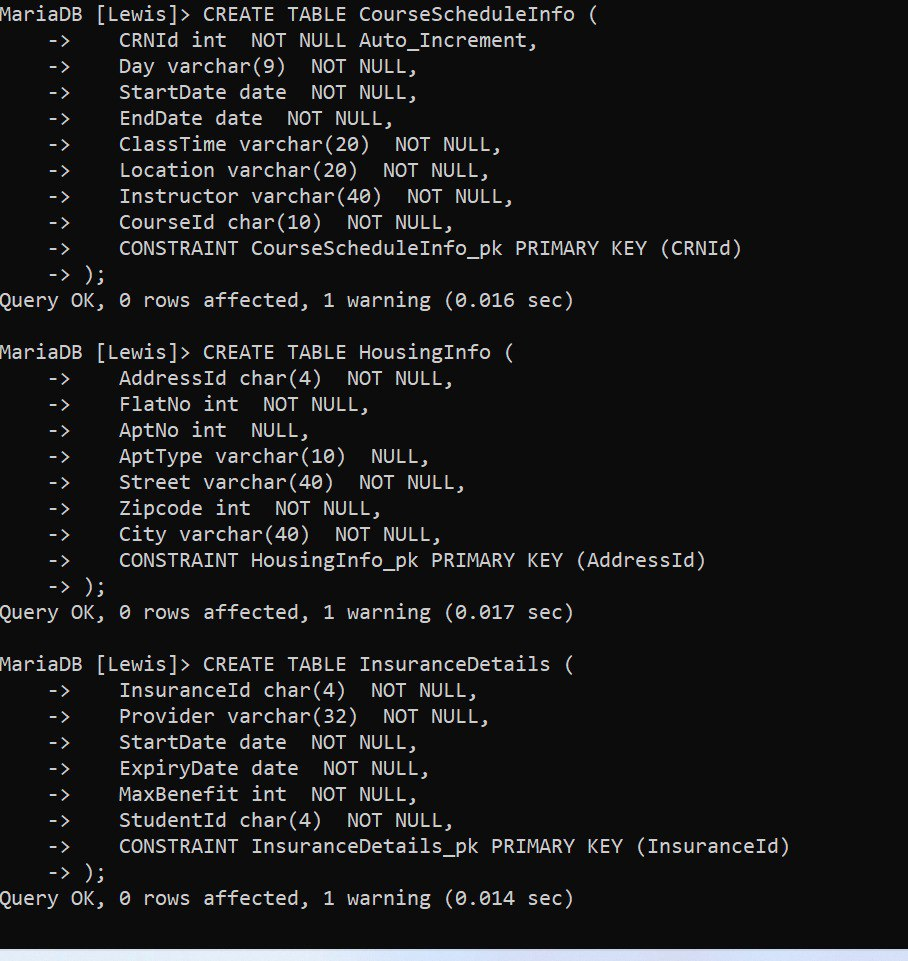 MariaDB [Lewis]> CREATE TABLE CourseScheduleInfo (
    ->    CRNId int  NOT NULL Auto_Increment,
    ->    Day varchar(9)  NOT NULL,
    ->    StartDate date  NOT NULL,
    ->    EndDate date  NOT NULL,
    ->    ClassTime varchar(20)  NOT NULL,
    ->    Location varchar(20)  NOT NULL,
    ->    Instructor varchar(40)  NOT NULL,
    ->    CourseId char(10)  NOT NULL,
    ->    CONSTRAINT CourseScheduleInfo_pk PRIMARY KEY (CRNId)
    -> );
Query OK, 0 rows affected, 1 warning (0.016 sec)

MariaDB [Lewis]> CREATE TABLE HousingInfo (
    ->    AddressId char(4)  NOT NULL,
    ->    FlatNo int  NOT NULL,
    ->    AptNo int  NULL,
    ->    AptType varchar(10)  NULL,
    ->    Street varchar(40)  NOT NULL,
    ->    Zipcode int  NOT NULL,
    ->    City varchar(40)  NOT NULL,
    ->    CONSTRAINT HousingInfo_pk PRIMARY KEY (AddressId)
    -> );
Query OK, 0 rows affected, 1 warning (0.017 sec)

MariaDB [Lewis]> CREATE TABLE InsuranceDetails (
    ->    InsuranceId char(4)  NOT NULL,
    ->    Provider varchar(32)  NOT NULL,
    ->    StartDate date  NOT NULL,
    ->    ExpiryDate date  NOT NULL,
    ->    MaxBenefit int  NOT NULL,
    ->    StudentId char(4)  NOT NULL,
    ->    CONSTRAINT InsuranceDetails_pk PRIMARY KEY (InsuranceId)
    -> );
Query OK, 0 rows affected, 1 warning (0.014 sec)